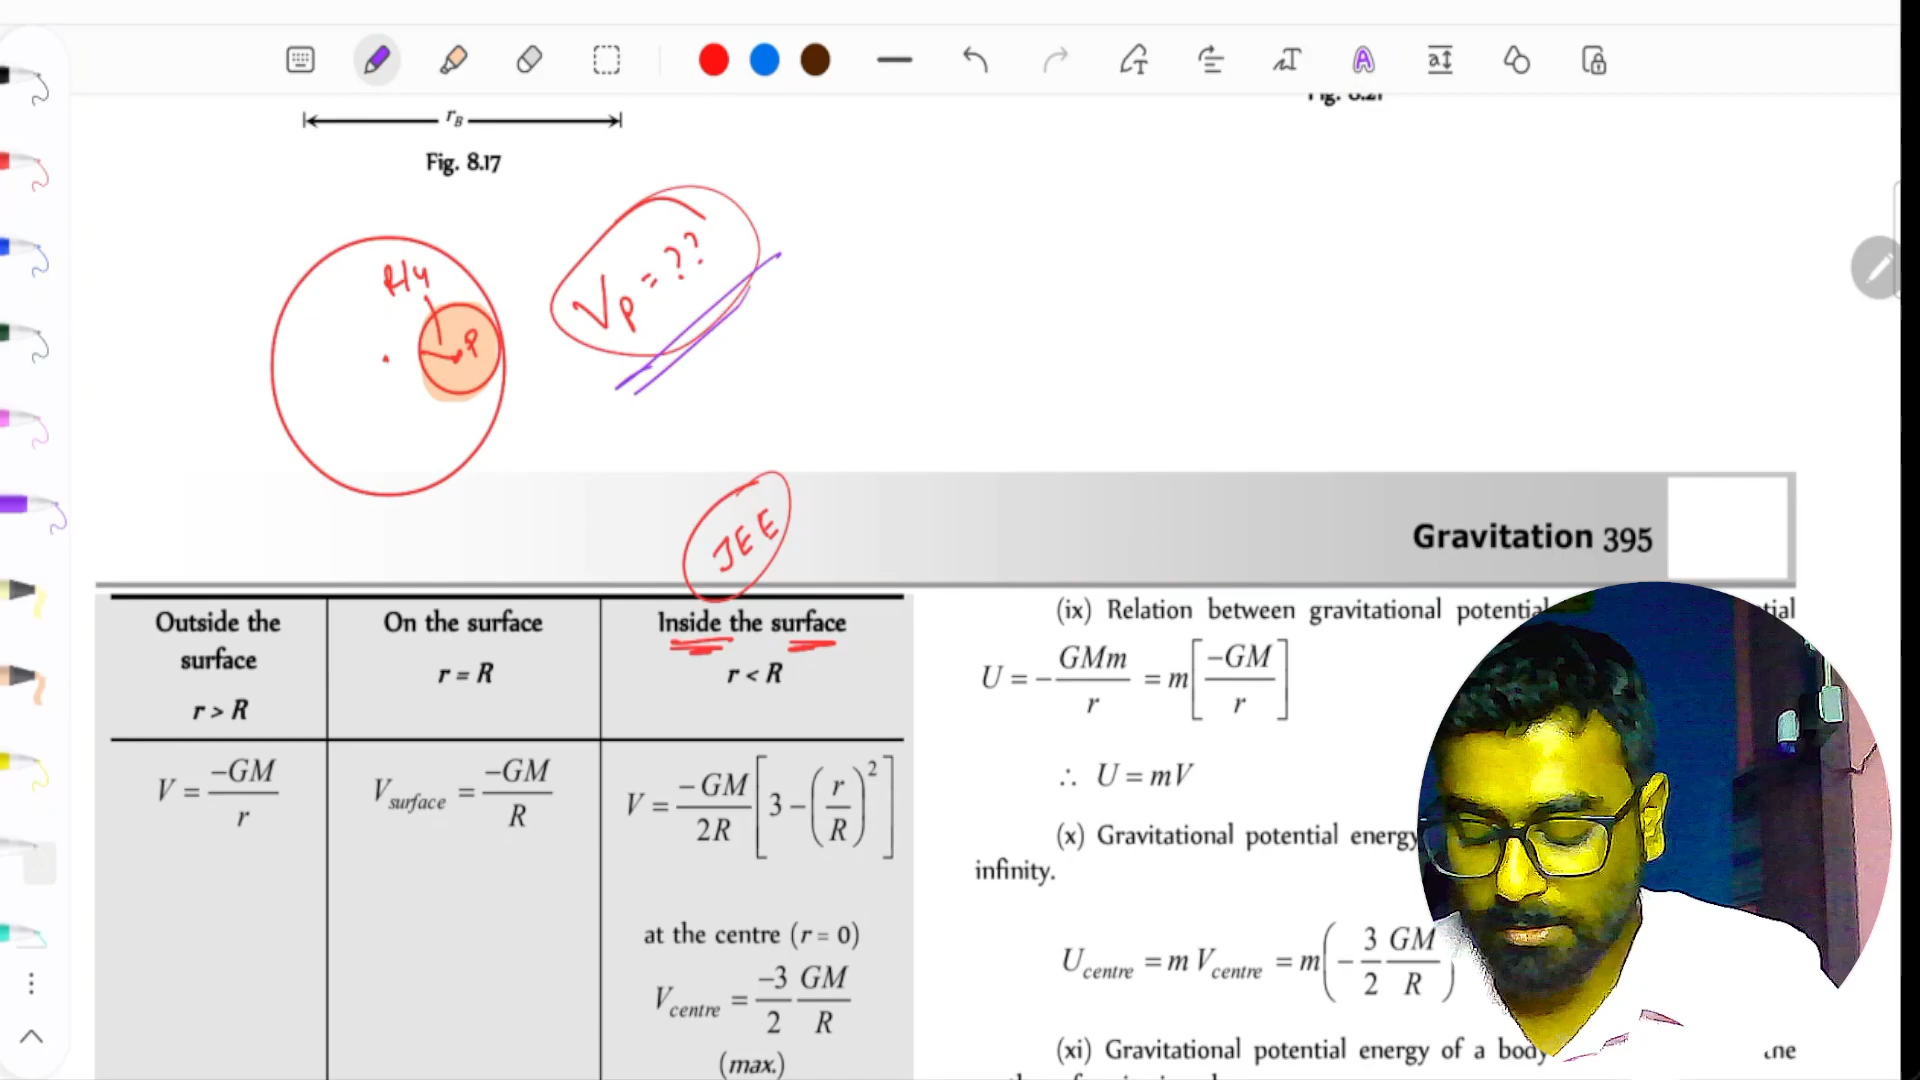 Fig. 8.21
r_B
Fig. 8.17
R/4
P
V_P = ??
JEE
Gravitation 395
Outside the surface r > R
On the surface r = R
Inside the surface r < R
V = -GM/r
V_surface = -GM/R
V = -GM/2R [3 - (r/R)^2]
at the centre (r = 0)
V_centre = -3/2 GM/R
(max.)
(ix) Relation between gravitational potential
U = - GMm/r = m[-GM/r]
∴ U = mV
(x) Gravitational potential energy
infinity.
U_centre = m V_centre = m(- 3/2 GM/R)
(xi) Gravitational potential energy of a body